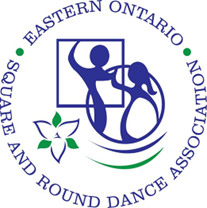 EASTERN ONTARIO
SQUARE AND ROUND DANCE ASSOCIATION